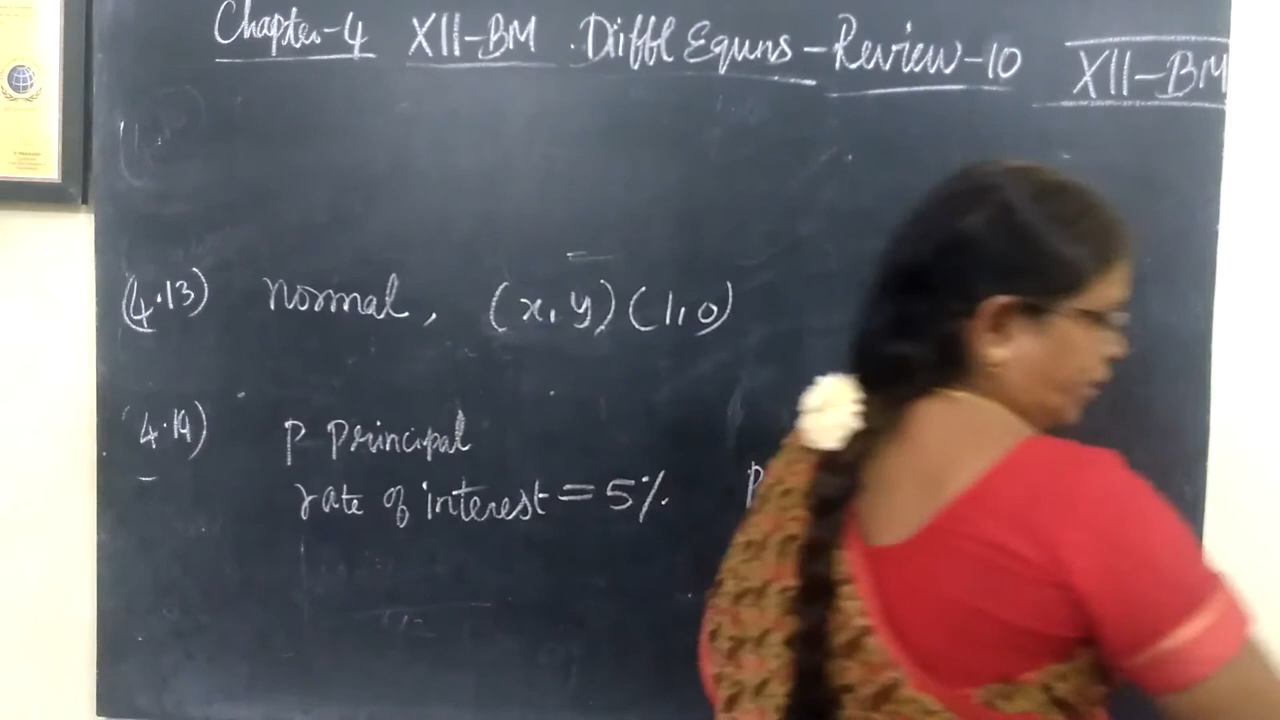 Chapter-4 XII-BM Diffl Equns-Review-10 XII-BM
(4.13) normal, (x,y)(1,0)
4.14) P principal
rate of interest = 5% P